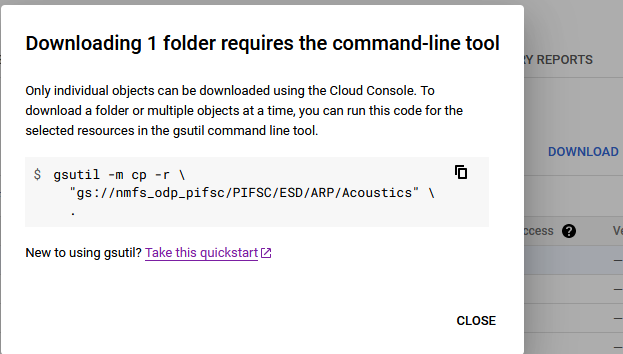 Downloading 1 folder requires the command-line tool
Only individual objects can be downloaded using the Cloud Console. To
download a folder or multiple objects at a time, you can run this code for the
selected resources in the gsutil command line tool.
$ gsutil -m cp -r \
"gs://nmfs_odp_pifsc/PIFSC/ESD/ARP/Acoustics" \
.
New to using gsutil? Take this quickstart
CLOSE
RY REPORTS
DOWNLOAD
ccess ?
Ve